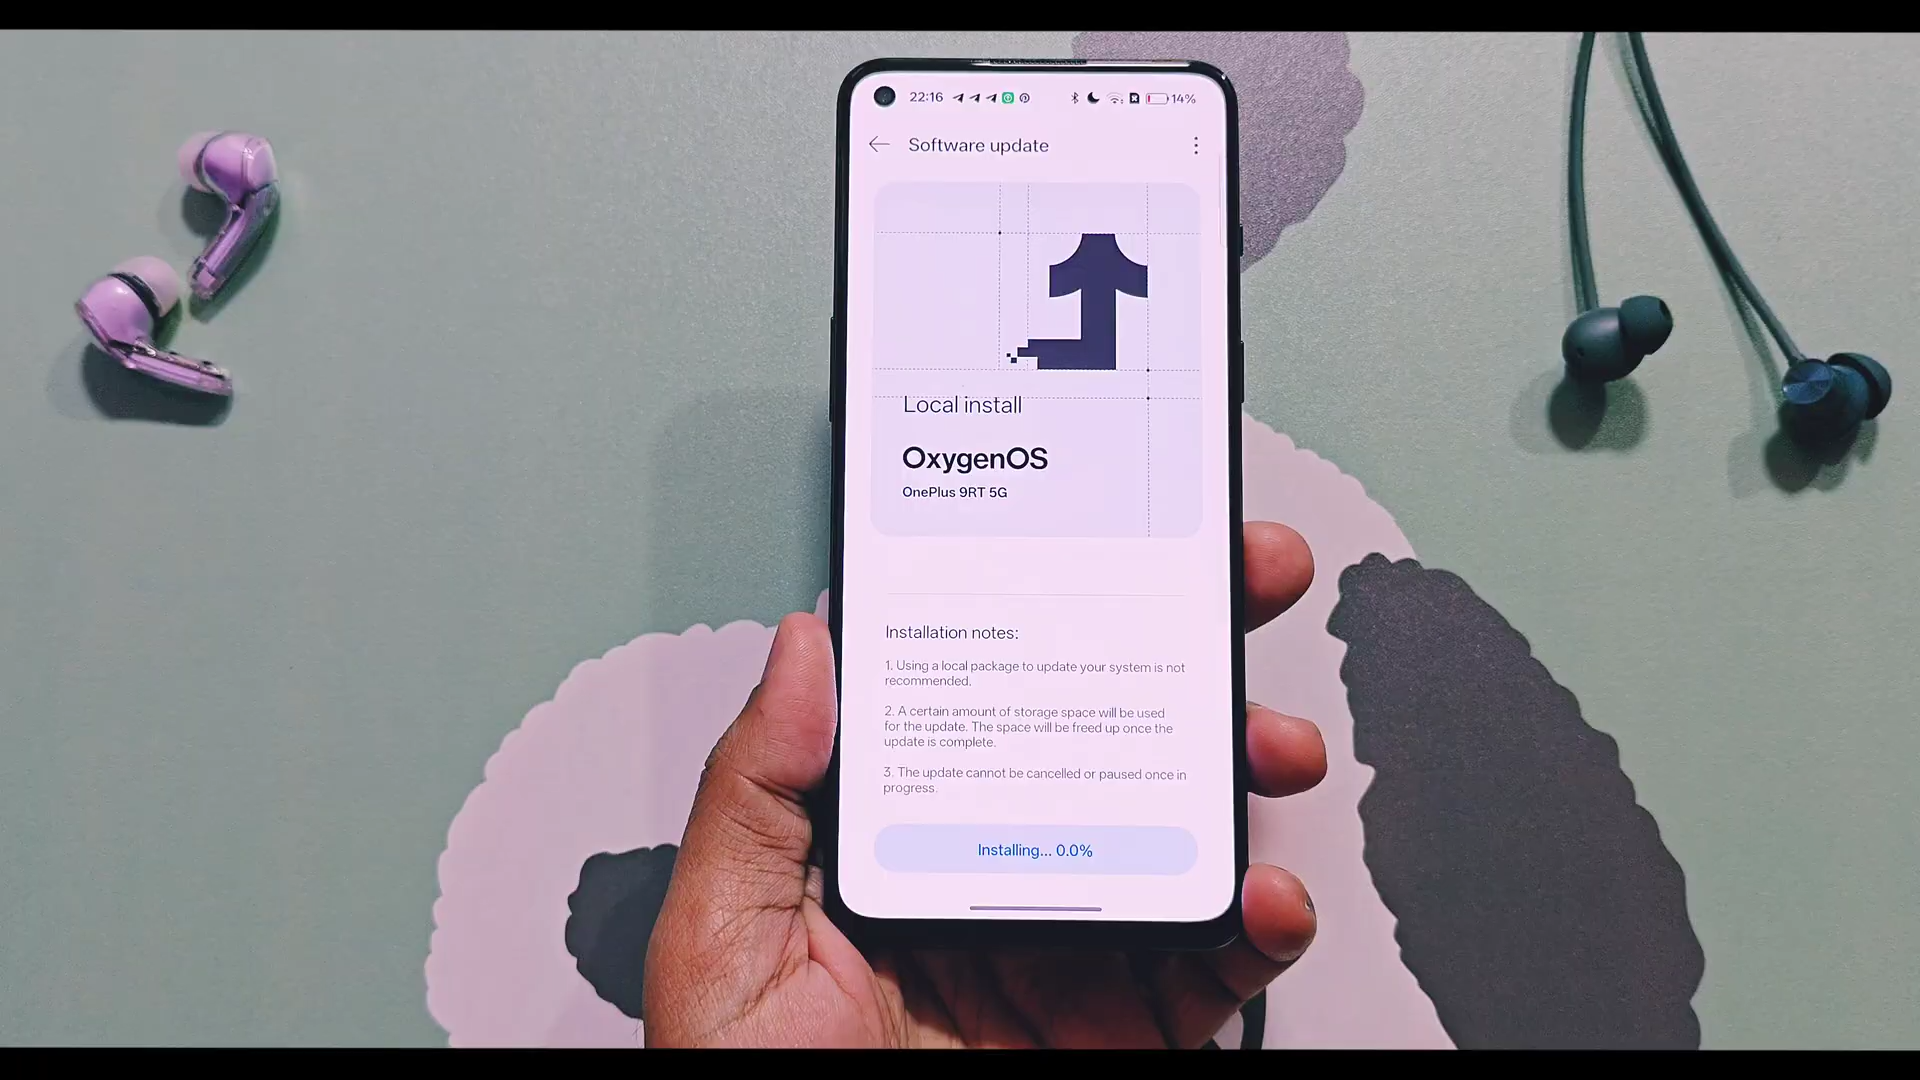 22:16 14%
Software update
Local install
OxygenOS
OnePlus 9RT 5G
Installation notes:
1. Using a local package to update your system is not
recommended.
2. A certain amount of storage space will be used
for the update. The space will be freed up once the
update is complete.
3. The update cannot be cancelled or paused once in
progress.
Installing... 0.0%